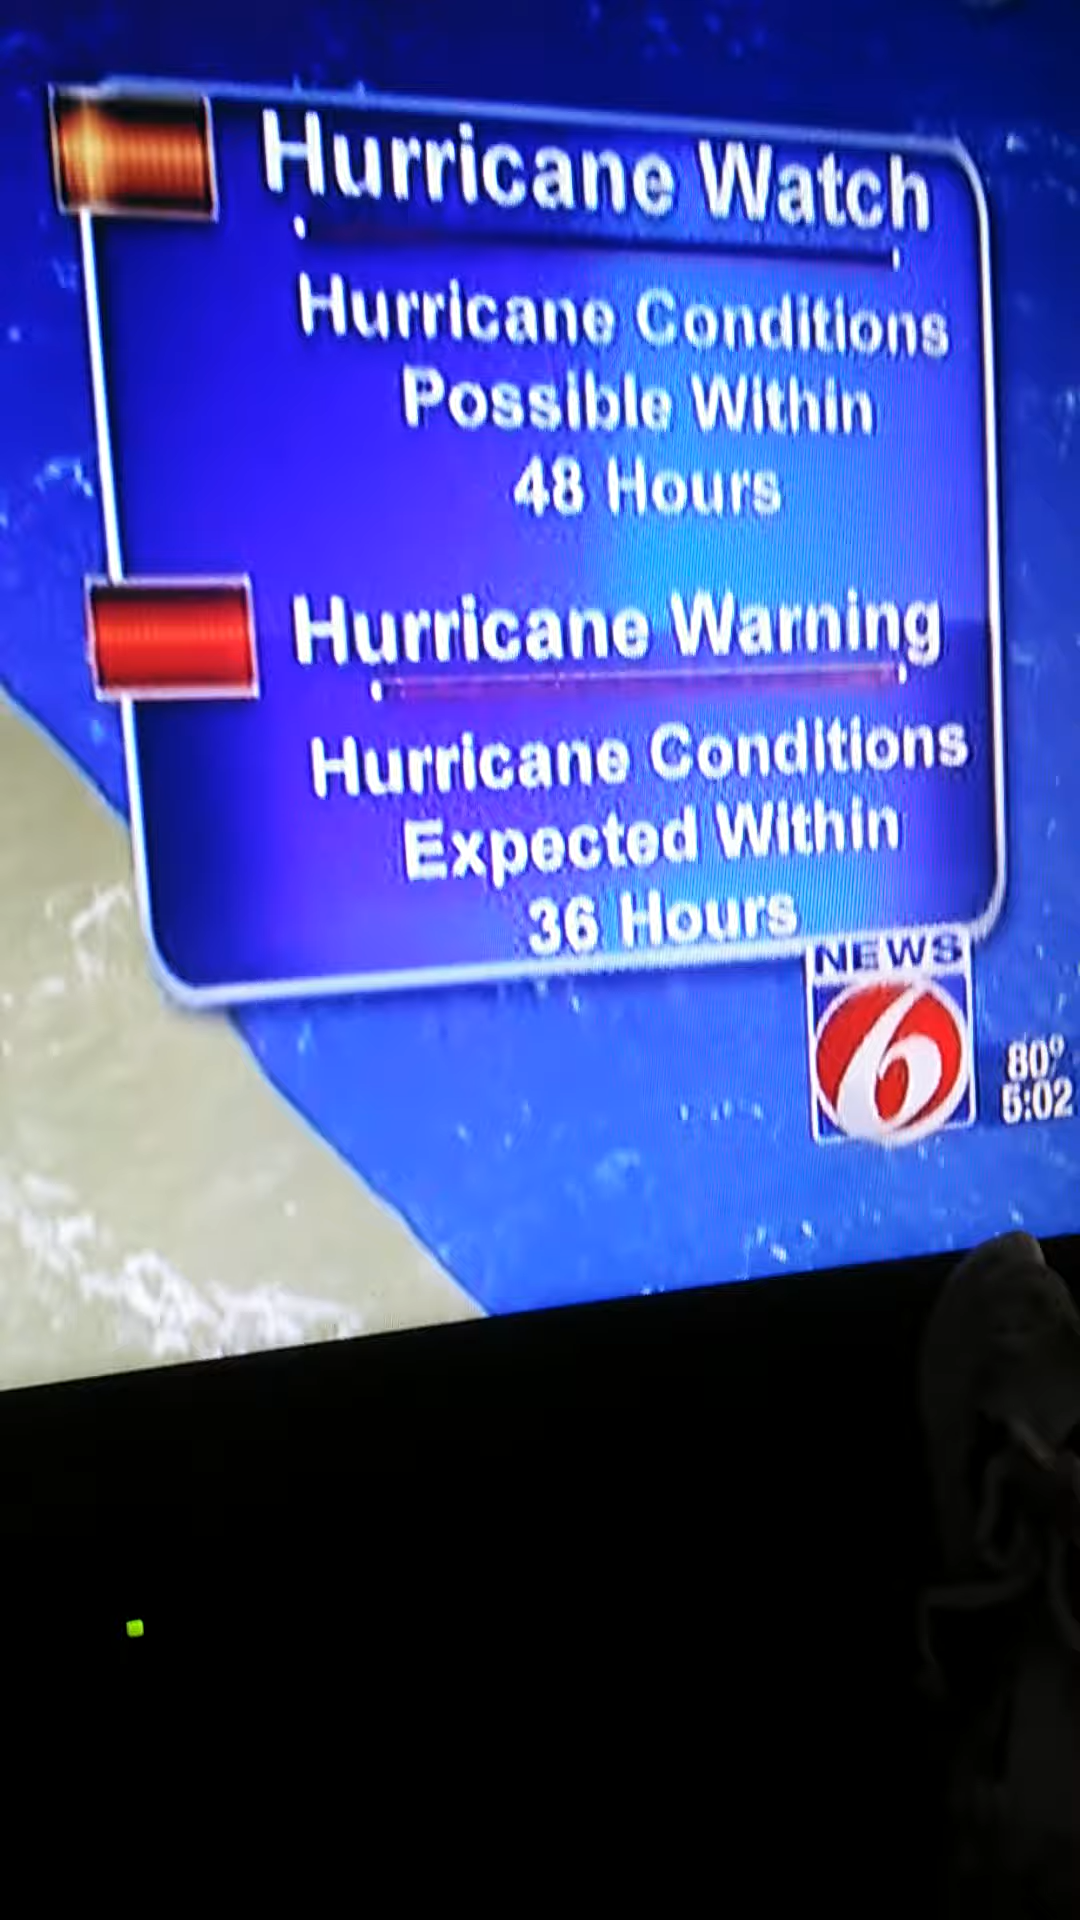 Hurricane Watch
Hurricane Conditions
Possible Within
48 Hours
Hurricane Warning
Hurricane Conditions
Expected Within
36 Hours
NEWS
6
80°
5:02